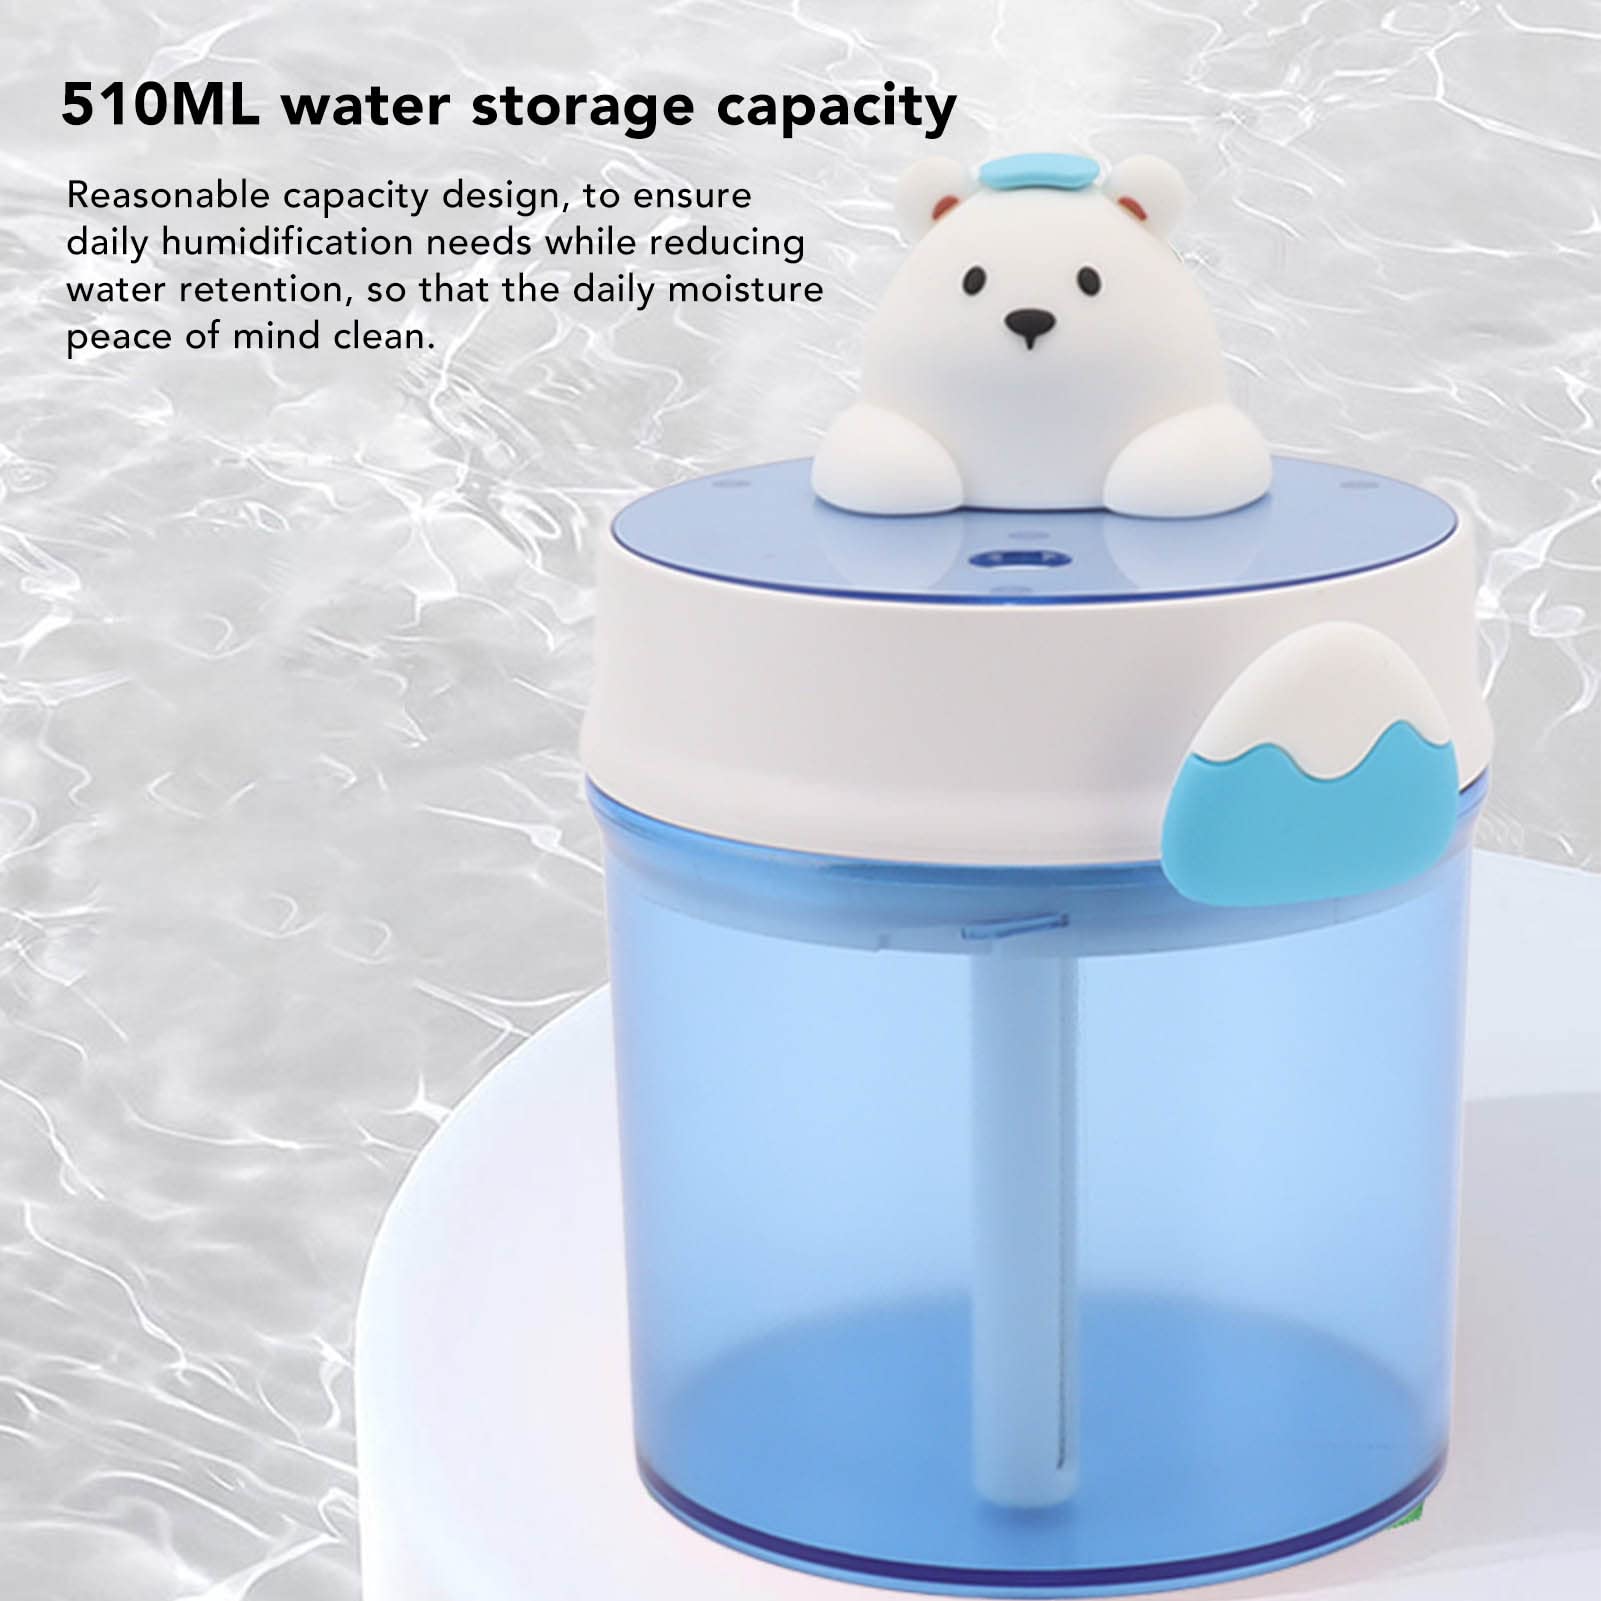 510ML water storage capacity
Reasonable capacity design, to ensure
daily humidification needs while reducing
water retention, so that the daily moisture
peace of mind clean.